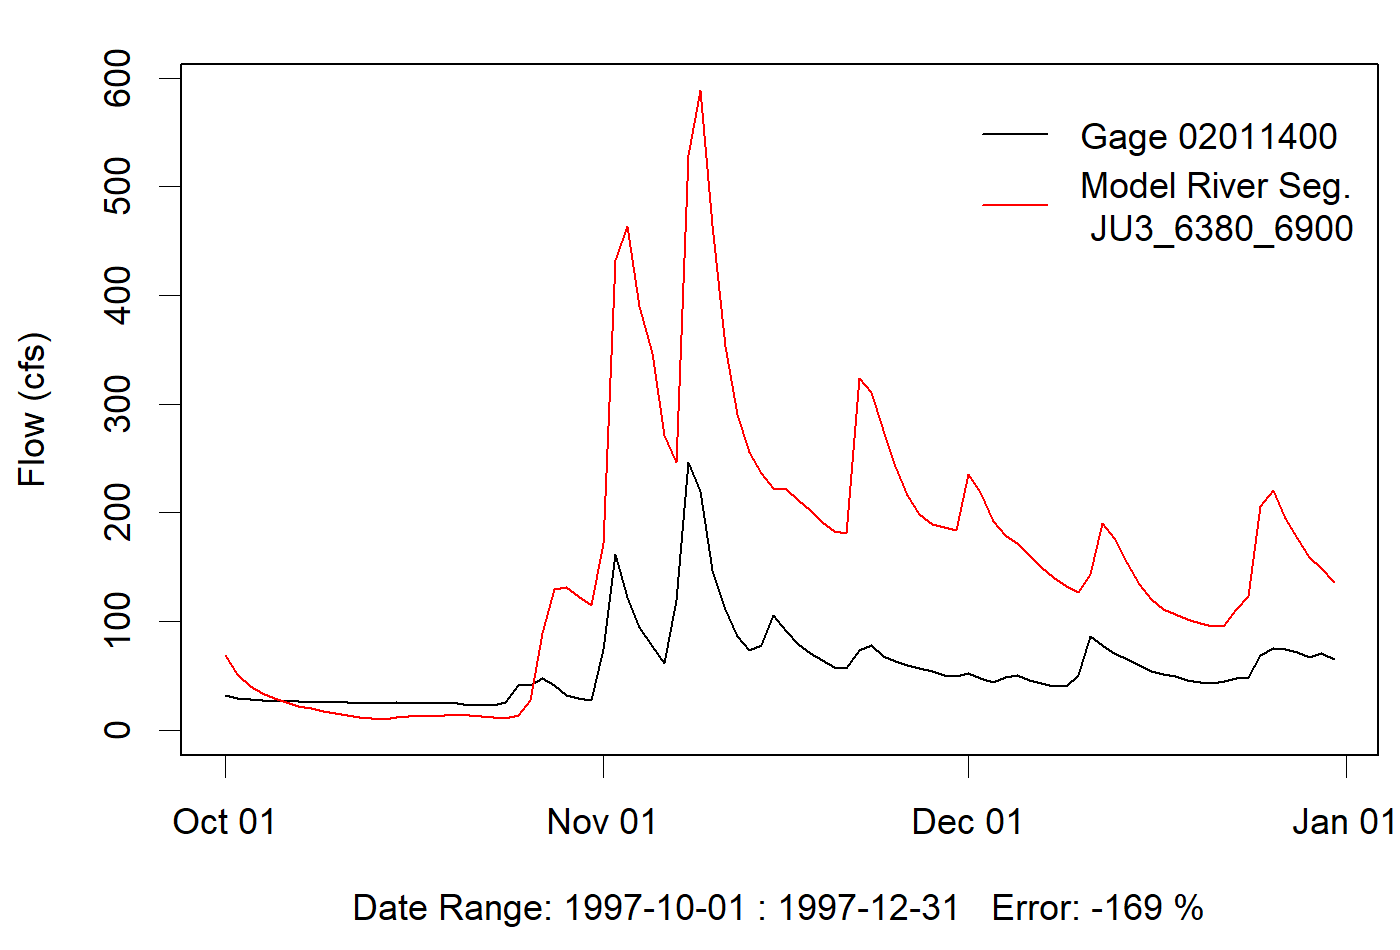 Flow (cfs)
600
500
400
300
200
100
0
Gage 02011400
Model River Seg.
JU3_6380_6900
Oct 01
Nov 01
Dec 01
Jan 01
Date Range: 1997-10-01 : 1997-12-31 Error: -169 %